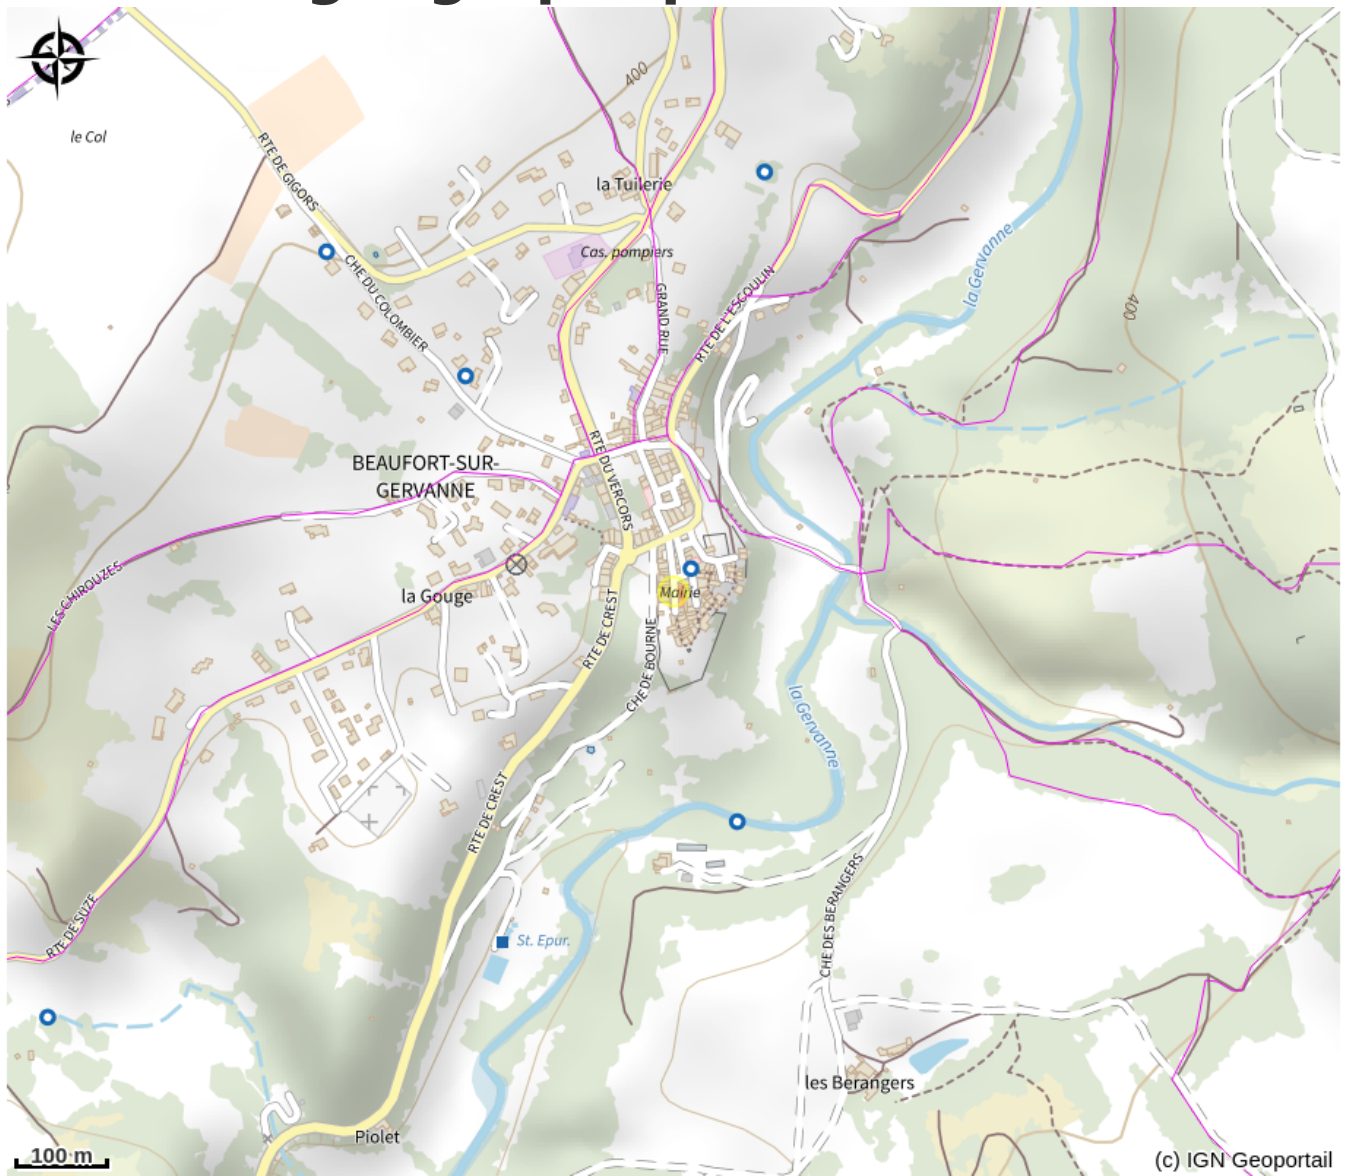 400
le Col
RTE DE GIGORS
la Tuilerie
Cas. pompiers
la Gervanne
CHE DU COLOMBIER
GRAND RUE
RTE DE L'ESCOULIN
400
BEAUFORT-SUR-
GERVANNE
RTE DU VERCORS
LES CHIROUZES
la Gouge
Mairie
RTE DE CREST
CHE DE BOURNE
la Gervanne
RTE DE CREST
RTE DE SUZE
CHE DES BERANGERS
St. Epur.
les Berangers
Piolet
100 m
(c) IGN Geoportail